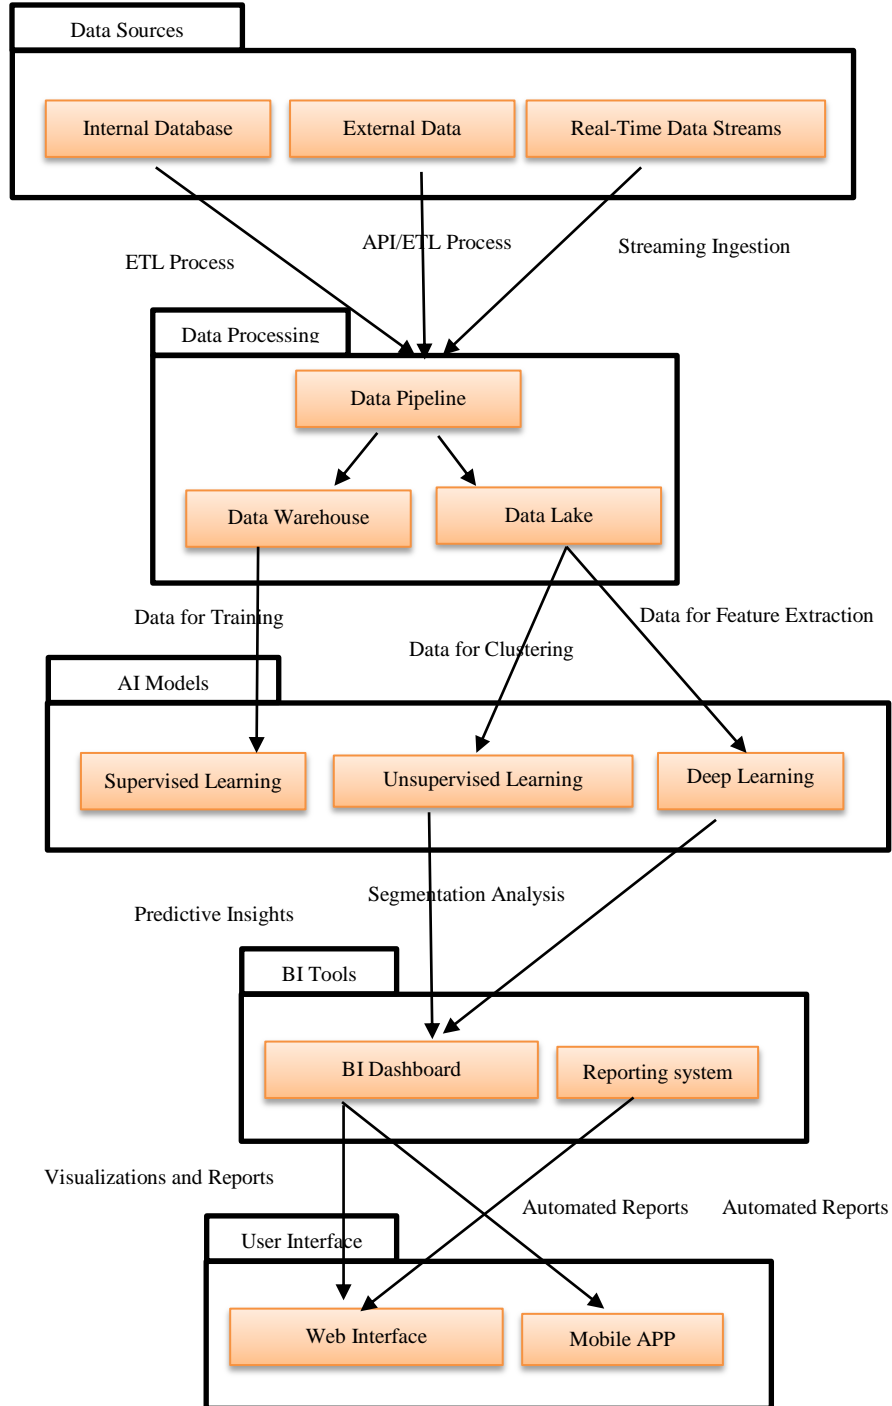 Data Sources
Internal Database
External Data
Real-Time Data Streams
API/ETL Process
Streaming Ingestion
ETL Process
Data Processing
Data Pipeline
Data Warehouse
Data Lake
Data for Training
Data for Feature Extraction
Data for Clustering
AI Models
Supervised Learning
Unsupervised Learning
Deep Learning
Segmentation Analysis
Predictive Insights
BI Tools
BI Dashboard
Reporting system
Visualizations and Reports
Automated Reports
Automated Reports
User Interface
Web Interface
Mobile APP